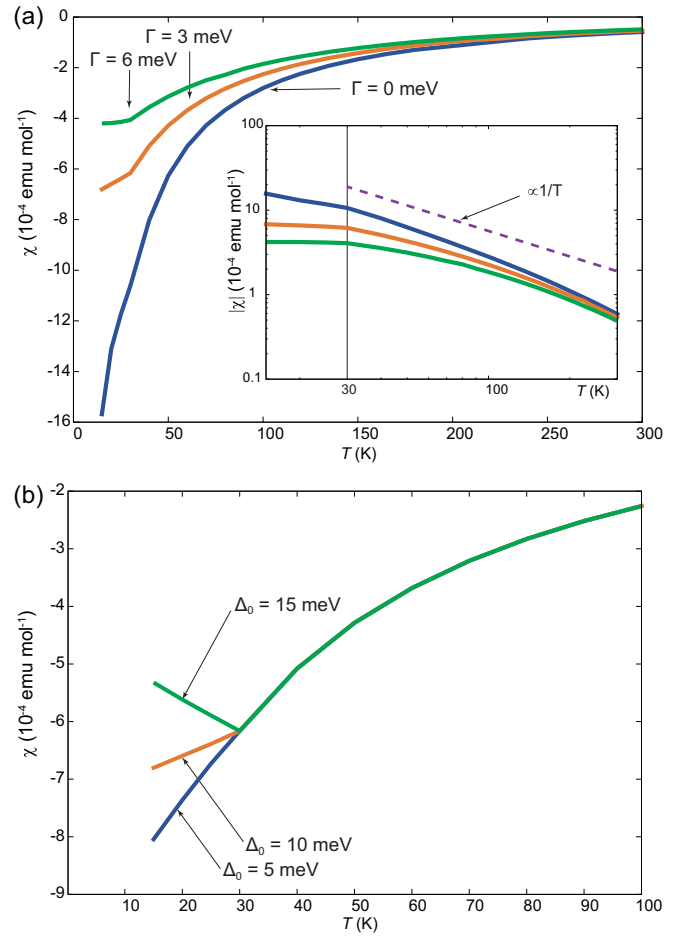 (a)
0
-2
-4
-6
-8
-10
-12
-14
-16
χ (10⁻⁴ emu mol⁻¹)
Γ = 3 meV
Γ = 6 meV
Γ = 0 meV
100
10
1
0.1
|χ| (10⁻⁴ emu mol⁻¹)
∝1/T
30
100
T (K)
0
50
100
150
200
250
300
T (K)
(b)
-2
-3
-4
-5
-6
-7
-8
-9
χ (10⁻⁴ emu mol⁻¹)
Δ₀ = 15 meV
Δ₀ = 10 meV
Δ₀ = 5 meV
10
20
30
40
50
60
70
80
90
100
T (K)